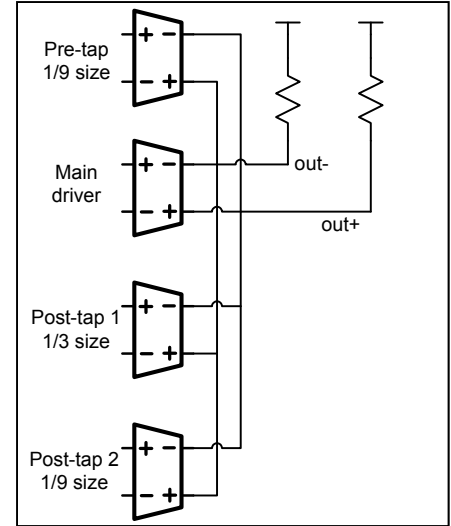 Pre-tap
1/9 size
+ −
− +
Main
driver
+ −
− +
out-
out+
Post-tap 1
1/3 size
+ −
− +
Post-tap 2
1/9 size
+ −
− +